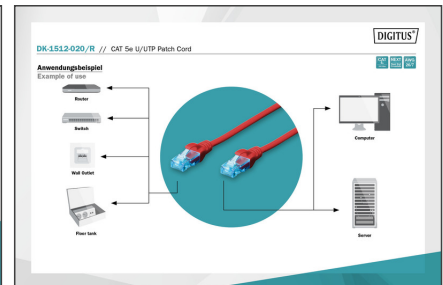 DIGITUS®
DK-1512-020/R // CAT 5e U/UTP Patch Cord
Anwendungsbeispiel
Example of use
Router
Switch
Wall Outlet
Floor tank
Computer
Server